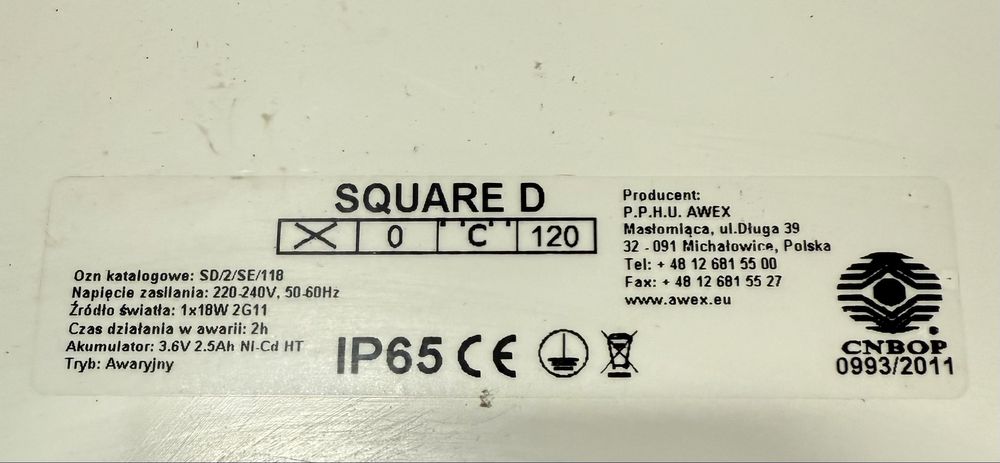 SQUARE D
X 0 C 120
Ozn katalogowe: SD/2/SE/118
Napięcie zasilania: 220-240V, 50-60Hz
Źródło światła: 1x18W 2G11
Czas działania w awarii: 2h
Akumulator: 3.6V 2.5Ah NI-Cd HT
Tryb: Awaryjny
IP65 CE
Producent:
P.P.H.U. AWEX
Masłomiąca, ul.Długa 39
32 - 091 Michałowice, Polska
Tel: + 48 12 681 55 00
Fax: + 48 12 681 55 27
www.awex.eu
CNBOP
0993/2011